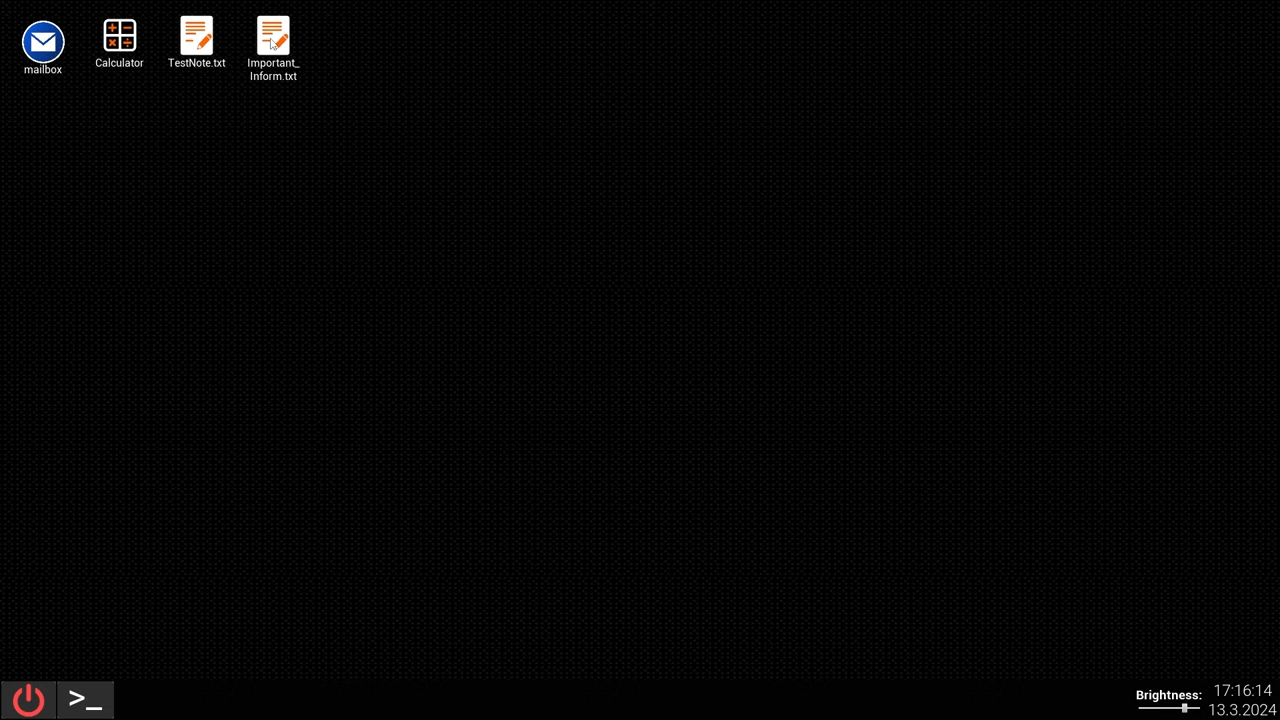 mailbox
Calculator
TestNote.txt
Important_
Inform.txt
>_
Brightness:
17:16:14
13.3.2024